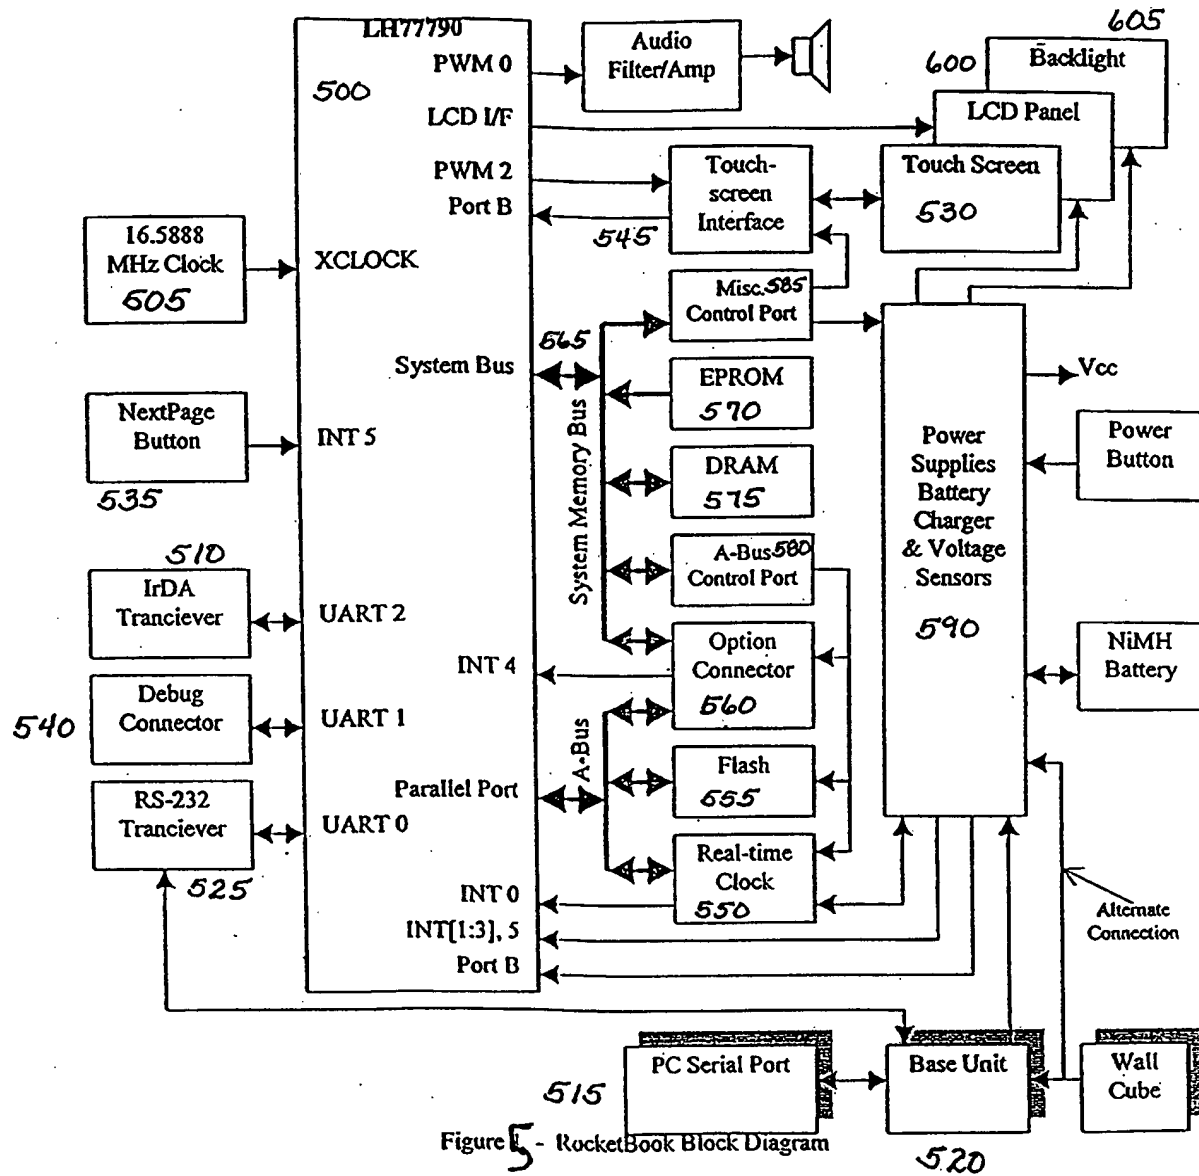 LH77790
500
PWM 0
LCD I/F
PWM 2
Port B
XCLOCK
System Bus
INT 5
UART 2
INT 4
UART 1
Parallel Port
UART 0
INT 0
INT[1:3], 5
Port B
Audio
Filter/Amp
605
Backlight
600
LCD Panel
Touch Screen
530
Touch-
screen
Interface
545
16.5888
MHz Clock
505
NextPage
Button
535
510
IrDA
Tranciever
Debug
Connector
540
RS-232
Tranciever
525
565
System Memory Bus
A-Bus
Misc. 585
Control Port
EPROM
570
DRAM
575
A-Bus 580
Control Port
Option
Connector
560
Flash
555
Real-time
Clock
550
Power
Supplies
Battery
Charger
& Voltage
Sensors
590
Vcc
Power
Button
NiMH
Battery
Alternate
Connection
PC Serial Port
515
Base Unit
520
Wall
Cube
Figure 5 - RocketBook Block Diagram